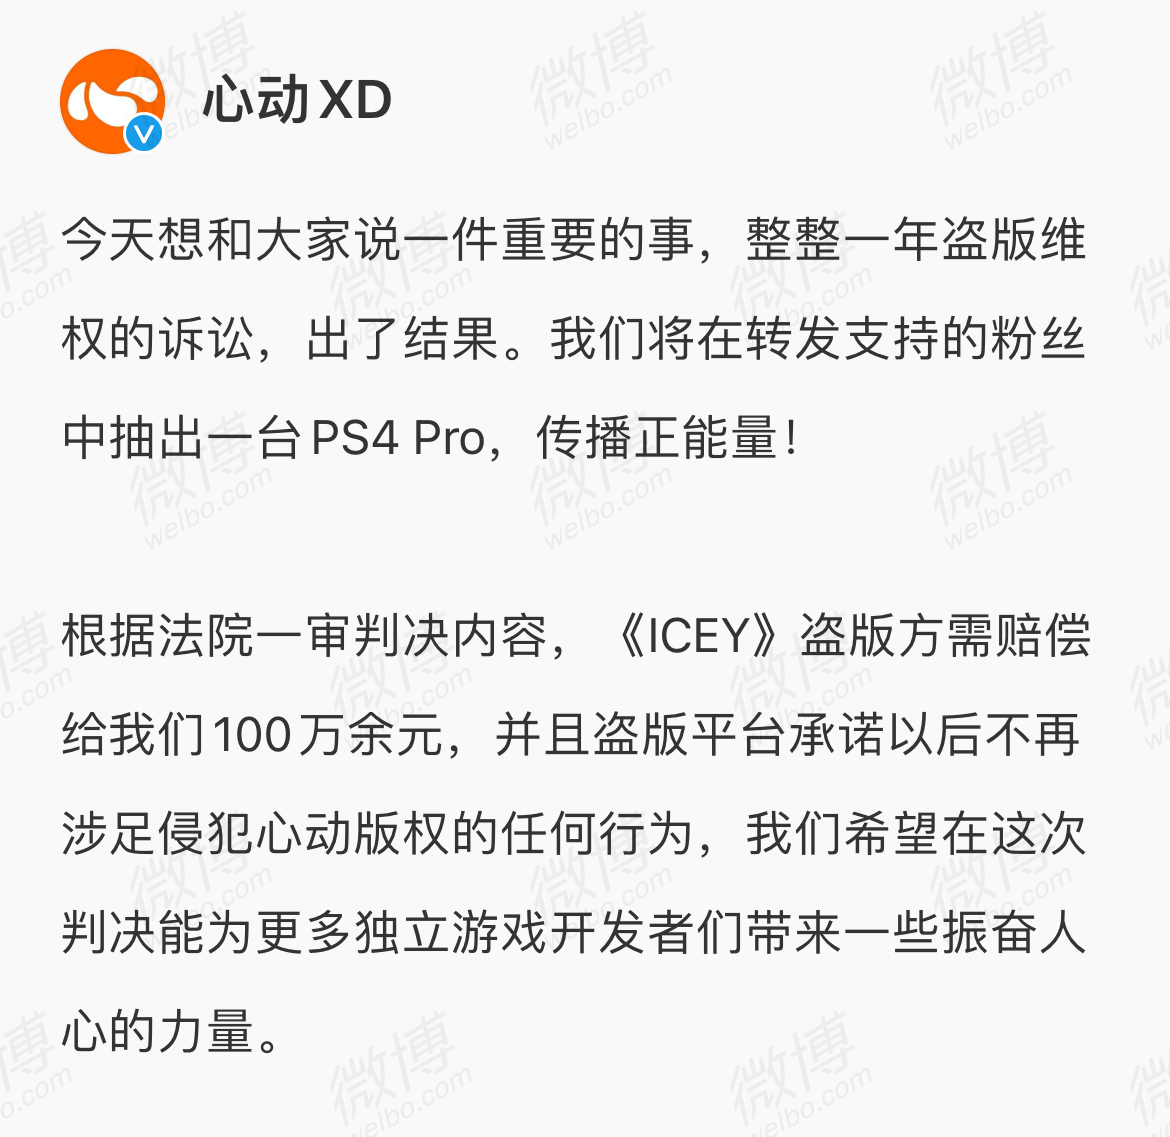 心动XD
今天想和大家说一件重要的事，整整一年盗版维
权的诉讼，出了结果。我们将在转发支持的粉丝
中抽出一台PS4 Pro，传播正能量！
根据法院一审判决内容，《ICEY》盗版方需赔偿
给我们100万余元，并且盗版平台承诺以后不再
涉足侵犯心动版权的任何行为，我们希望在这次
判决能为更多独立游戏开发者们带来一些振奋人
心的力量。
微博
weibo.com